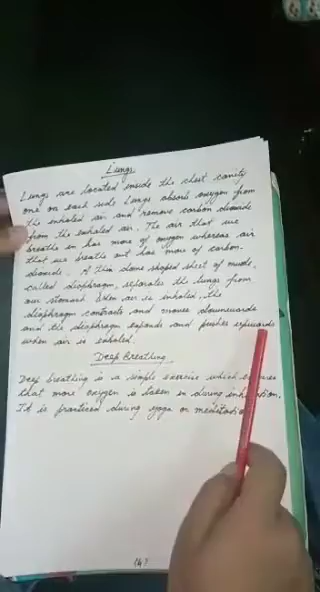 Lungs
Lungs are located inside the chest cavity
one on each side Lungs absorb oxygen from
the inhaled air and remove carbon dioxide
from the exhaled air. The air that we
breathe in has more of oxygen whereas air
that we breathe out has more of carbon
dioxide. A thin dome shaped sheet of muscle,
called diaphragm, separates the lungs from
our stomach. When air is inhaled, the
diaphragm contracts and moves downwards
and the diaphragm expands and pushes upwards
when air is exhaled.
Deep Breathing
Deep breathing is a simple exercise which
that more oxygen is taken in during
It is practiced during yoga or